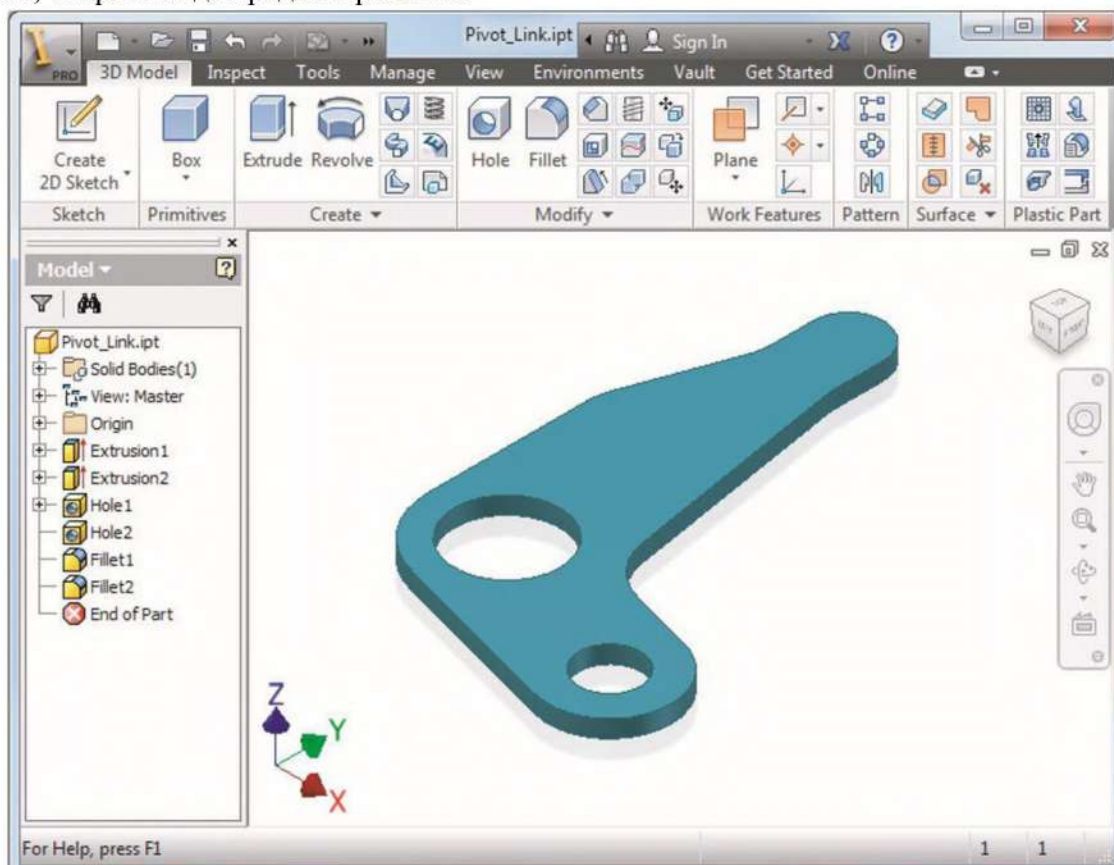 Pivot_Link.ipt
Sign In
PRO
3D Model Inspect Tools Manage View Environments Vault Get Started Online
Create
2D Sketch
Box
Extrude Revolve
Hole Fillet
Plane
Sketch Primitives Create Modify Work Features Pattern Surface Plastic Part
Model
Pivot_Link.ipt
Solid Bodies(1)
View: Master
Origin
Extrusion1
Extrusion2
Hole1
Hole2
Fillet1
Fillet2
End of Part
Z
Y
X
For Help, press F1 1 1